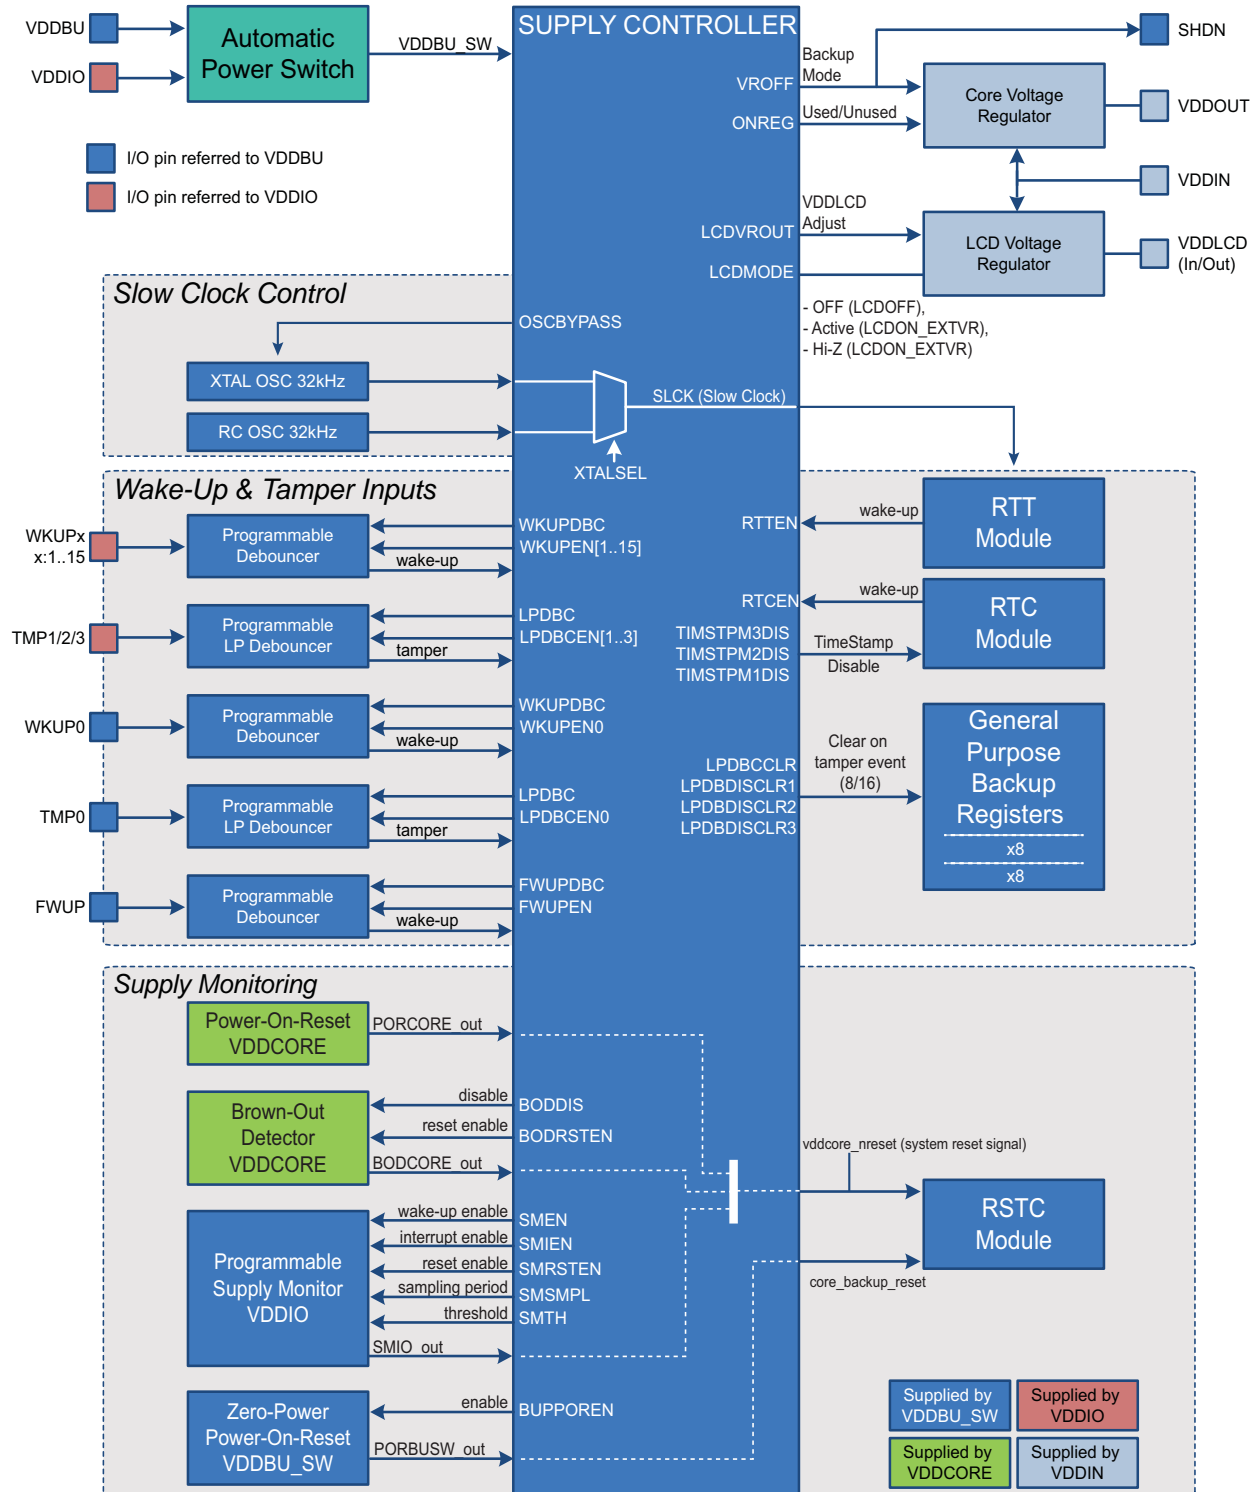 SUPPLY CONTROLLER
VDDBU
VDDIO
Automatic
Power Switch
VDDBU_SW
I/O pin referred to VDDBU
I/O pin referred to VDDIO
Backup
Mode
VROFF
ONREG
Used/Unused
SHDN
Core Voltage
Regulator
VDDOUT
VDDIN
VDDLCD
Adjust
LCDVROUT
LCDMODE
LCD Voltage
Regulator
VDDLCD
(In/Out)
- OFF (LCDOFF),
- Active (LCDON_EXTVR),
- Hi-Z (LCDON_EXTVR)
Slow Clock Control
OSCBYPASS
XTAL OSC 32kHz
RC OSC 32kHz
SLCK (Slow Clock)
XTALSEL
Wake-Up & Tamper Inputs
WKUPx
x:1..15
Programmable
Debouncer
WKUPDBC
WKUPEN[1..15]
wake-up
TMP1/2/3
Programmable
LP Debouncer
LPDBC
LPDBCEN[1..3]
tamper
WKUP0
Programmable
Debouncer
WKUPDBC
WKUPEN0
wake-up
TMP0
Programmable
LP Debouncer
LPDBC
LPDBCEN0
tamper
FWUP
Programmable
Debouncer
FWUPDBC
FWUPEN
wake-up
RTTEN
wake-up
RTT
Module
RTCEN
wake-up
RTC
Module
TIMSTPM3DIS
TIMSTPM2DIS
TIMSTPM1DIS
TimeStamp
Disable
LPDBCCLR
LPDBDISCLR1
LPDBDISCLR2
LPDBDISCLR3
Clear on
tamper event
(8/16)
General
Purpose
Backup
Registers
x8
x8
Supply Monitoring
Power-On-Reset
VDDCORE
PORCORE_out
Brown-Out
Detector
VDDCORE
disable
BODDIS
reset enable
BODRSTEN
BODCORE_out
Programmable
Supply Monitor
VDDIO
wake-up enable
SMEN
interrupt enable
SMIEN
reset enable
SMRSTEN
sampling period
SMSMPL
threshold
SMTH
SMIO_out
Zero-Power
Power-On-Reset
VDDBU_SW
enable
BUPPOREN
PORBUSW_out
vddcore_nreset (system reset signal)
RSTC
Module
core_backup_reset
Supplied by
VDDBU_SW
Supplied by
VDDIO
Supplied by
VDDCORE
Supplied by
VDDIN